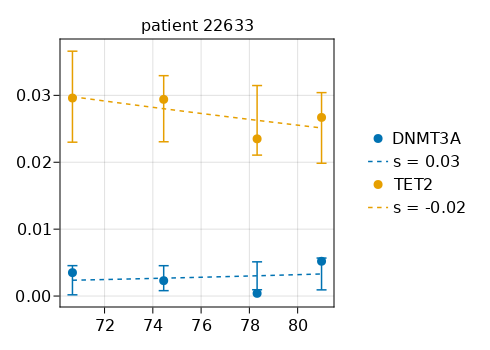 patient 22633
0.03
0.02
0.01
0.00
72 74 76 78 80
DNMT3A
s = 0.03
TET2
s = -0.02